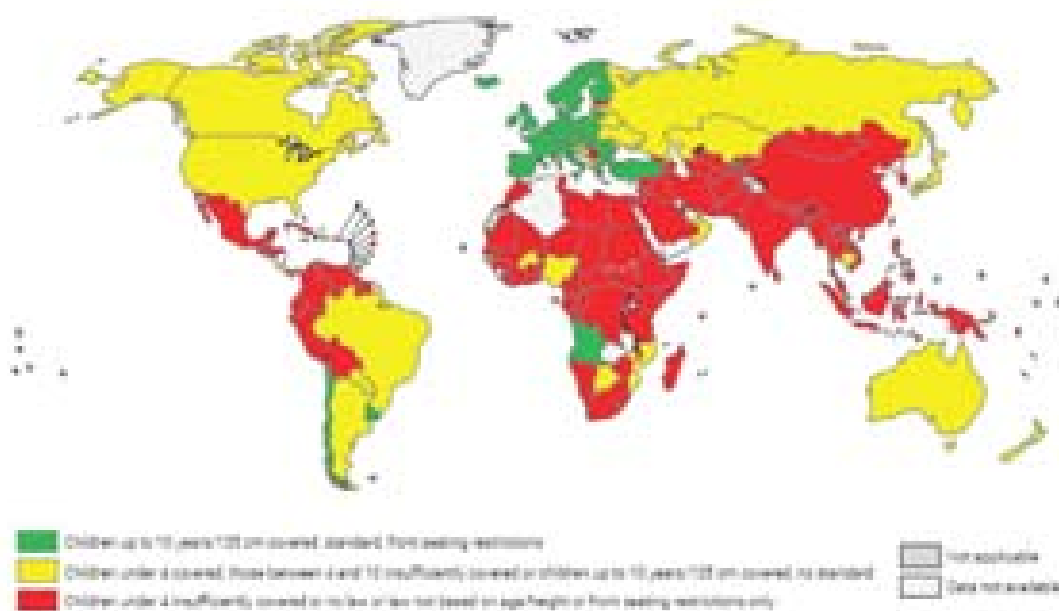 Children up to 10 years/135 cm covered, standard, front seating restrictions
Children under 4 covered, those between 4 and 10 insufficiently covered or children up to 10 years/135 cm covered, no standard
Children under 4 insufficiently covered or no law or law not based on age/height or front seating restrictions only
Not applicable
Data not available